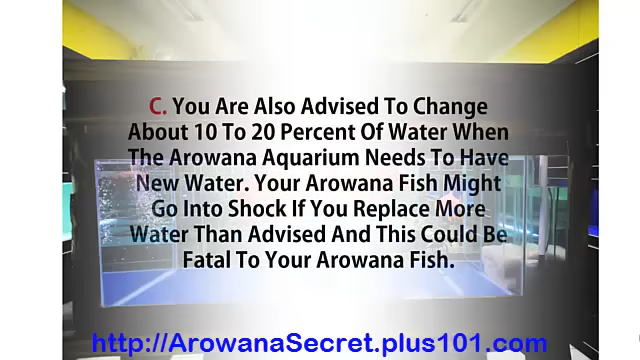 C. You Are Also Advised To Change
About 10 To 20 Percent Of Water When
The Arowana Aquarium Needs To Have
New Water. Your Arowana Fish Might
Go Into Shock If You Replace More
Water Than Advised And This Could Be
Fatal To Your Arowana Fish.
http://ArowanaSecret.plus101.com